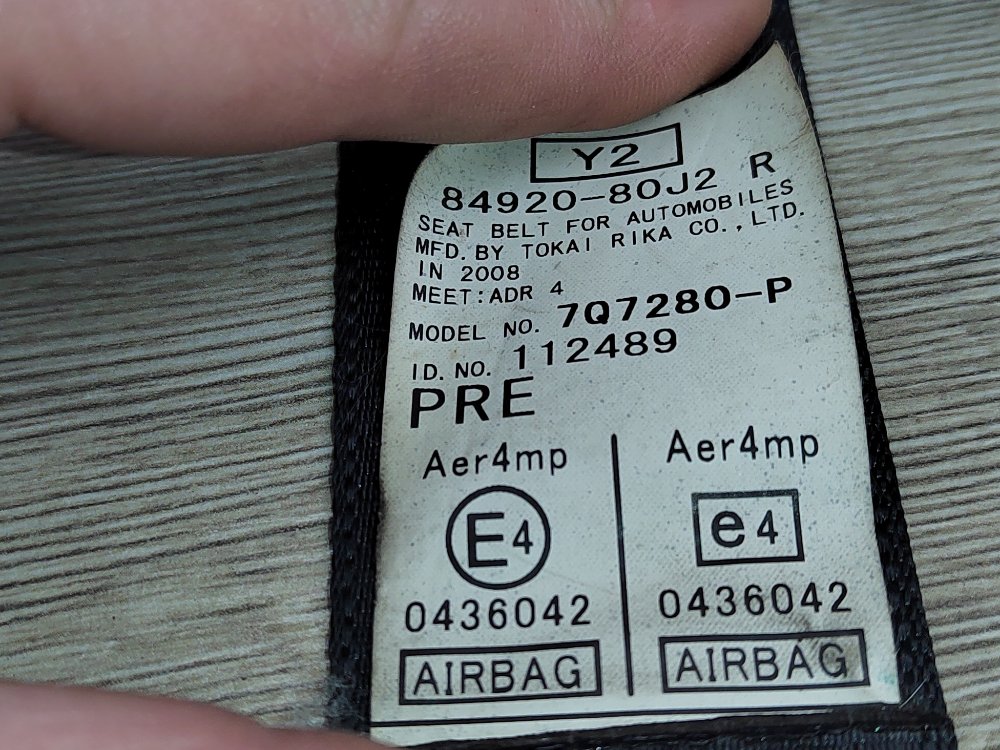 Y2
84920-80J2 R
SEAT BELT FOR AUTOMOBILES
MFD. BY TOKAI RIKA CO., LTD.
IN 2008
MEET:ADR 4
MODEL NO. 7Q7280-P
ID. NO. 112489
PRE
Aer4mp Aer4mp
E4 e4
0436042 0436042
AIRBAG AIRBAG